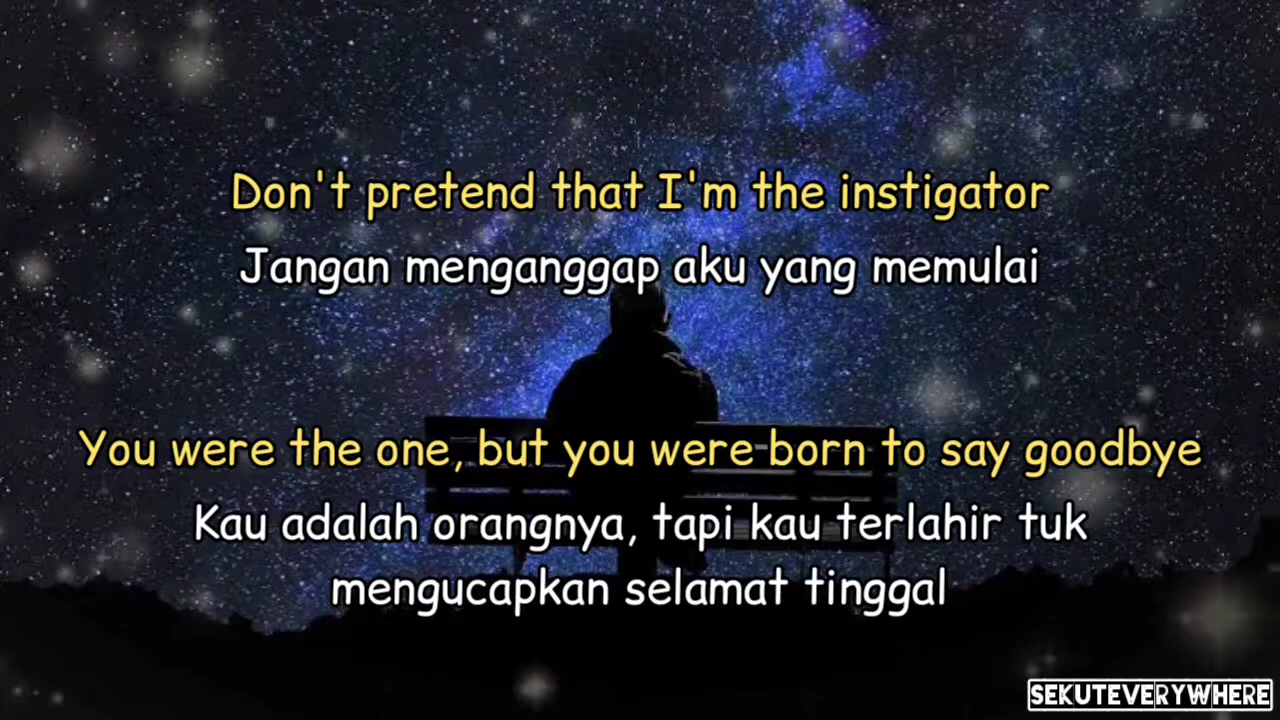 Don't pretend that I'm the instigator
Jangan menganggap aku yang memulai
You were the one, but you were born to say goodbye
Kau adalah orangnya, tapi kau terlahir tuk
mengucapkan selamat tinggal
SEKUTEVERYWHERE